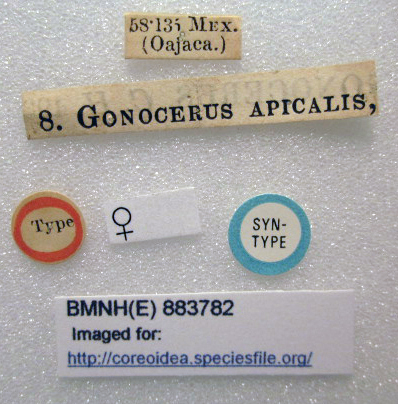 58·135 MEX.
(Oajaca.)
8. GONOCERUS APICALIS,
Type
♀
SYN-
TYPE
BMNH(E) 883782
Imaged for:
http://coreoidea.speciesfile.org/